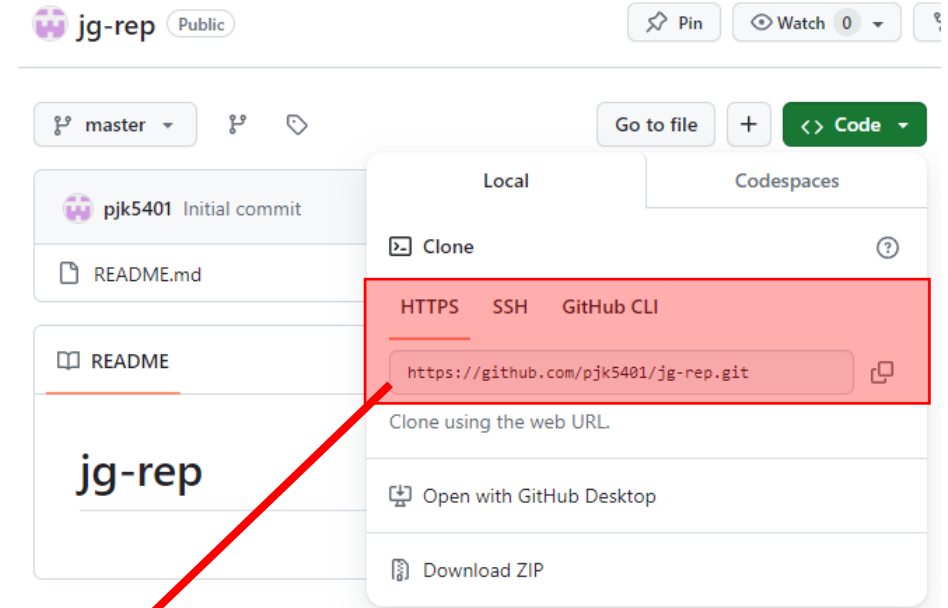 jg-rep Public Pin Watch 0
master Go to file + <> Code
Local Codespaces
pjk5401 Initial commit
Clone
README.md
HTTPS SSH GitHub CLI
README
https://github.com/pjk5401/jg-rep.git
Clone using the web URL.
jg-rep
Open with GitHub Desktop
Download ZIP